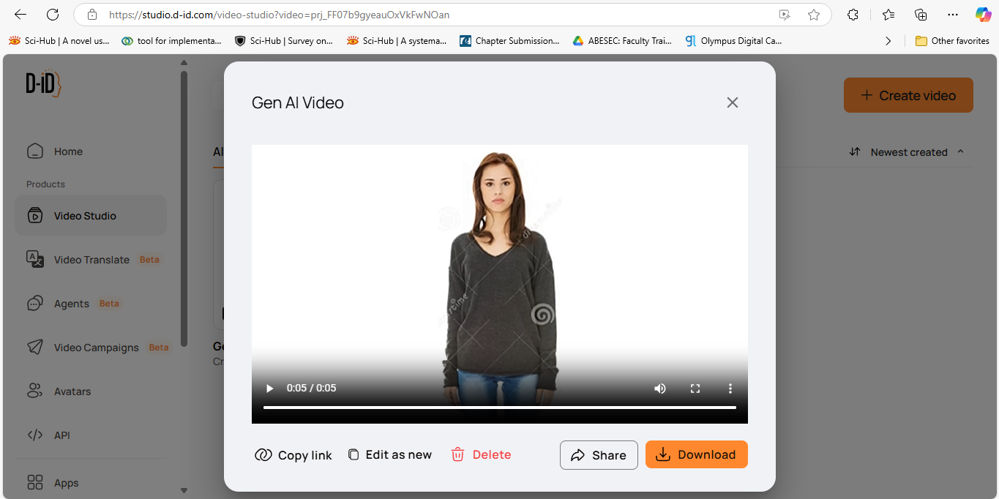 https://studio.d-id.com/video-studio?video=prj_FF07b9gyeauOxVkFwNOan
Sci-Hub | A novel us... tool for implementa... Sci-Hub | Survey on... Sci-Hub | A systema... Chapter Submission... ABESEC: Faculty Trai... Olympus Digital Ca... Other favorites
D-iD
Gen AI Video
+ Create video
Home
Al
Newest created
Products
Video Studio
Video Translate Beta
Agents Beta
Video Campaigns Beta
Ge
Cr
Avatars
0:05 / 0:05
API
Copy link Edit as new Delete Share Download
Apps